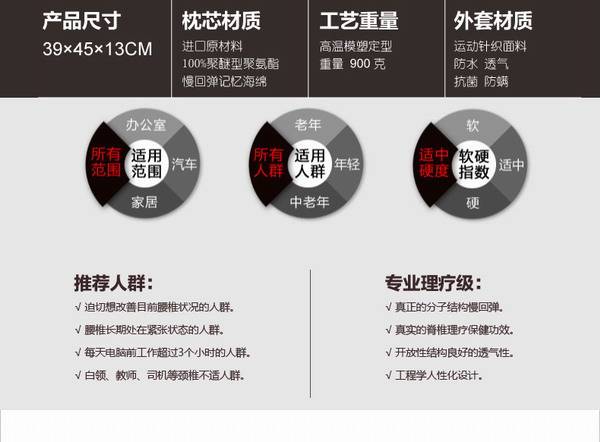 产品尺寸
39×45×13CM
枕芯材质
进口原材料
100%聚醚型聚氨酯
慢回弹记忆海绵
工艺重量
高温模塑定型
重量 900 克
外套材质
运动针织面料
防水 透气
抗菌 防螨
办公室
所有
范围
适用
范围
汽车
家居
老年
所有
人群
适用
人群
年轻
中老年
软
适中
硬度
软硬
指数
适中
硬
推荐人群：
√ 迫切想改善目前腰椎状况的人群。
√ 腰椎长期处在紧张状态的人群。
√ 每天电脑前工作超过3个小时的人群。
√ 白领、教师、司机等颈椎不适人群。
专业理疗级：
√ 真正的分子结构慢回弹。
√ 真实的脊椎理疗保健功效。
√ 开放性结构良好的透气性。
√ 工程学人性化设计。